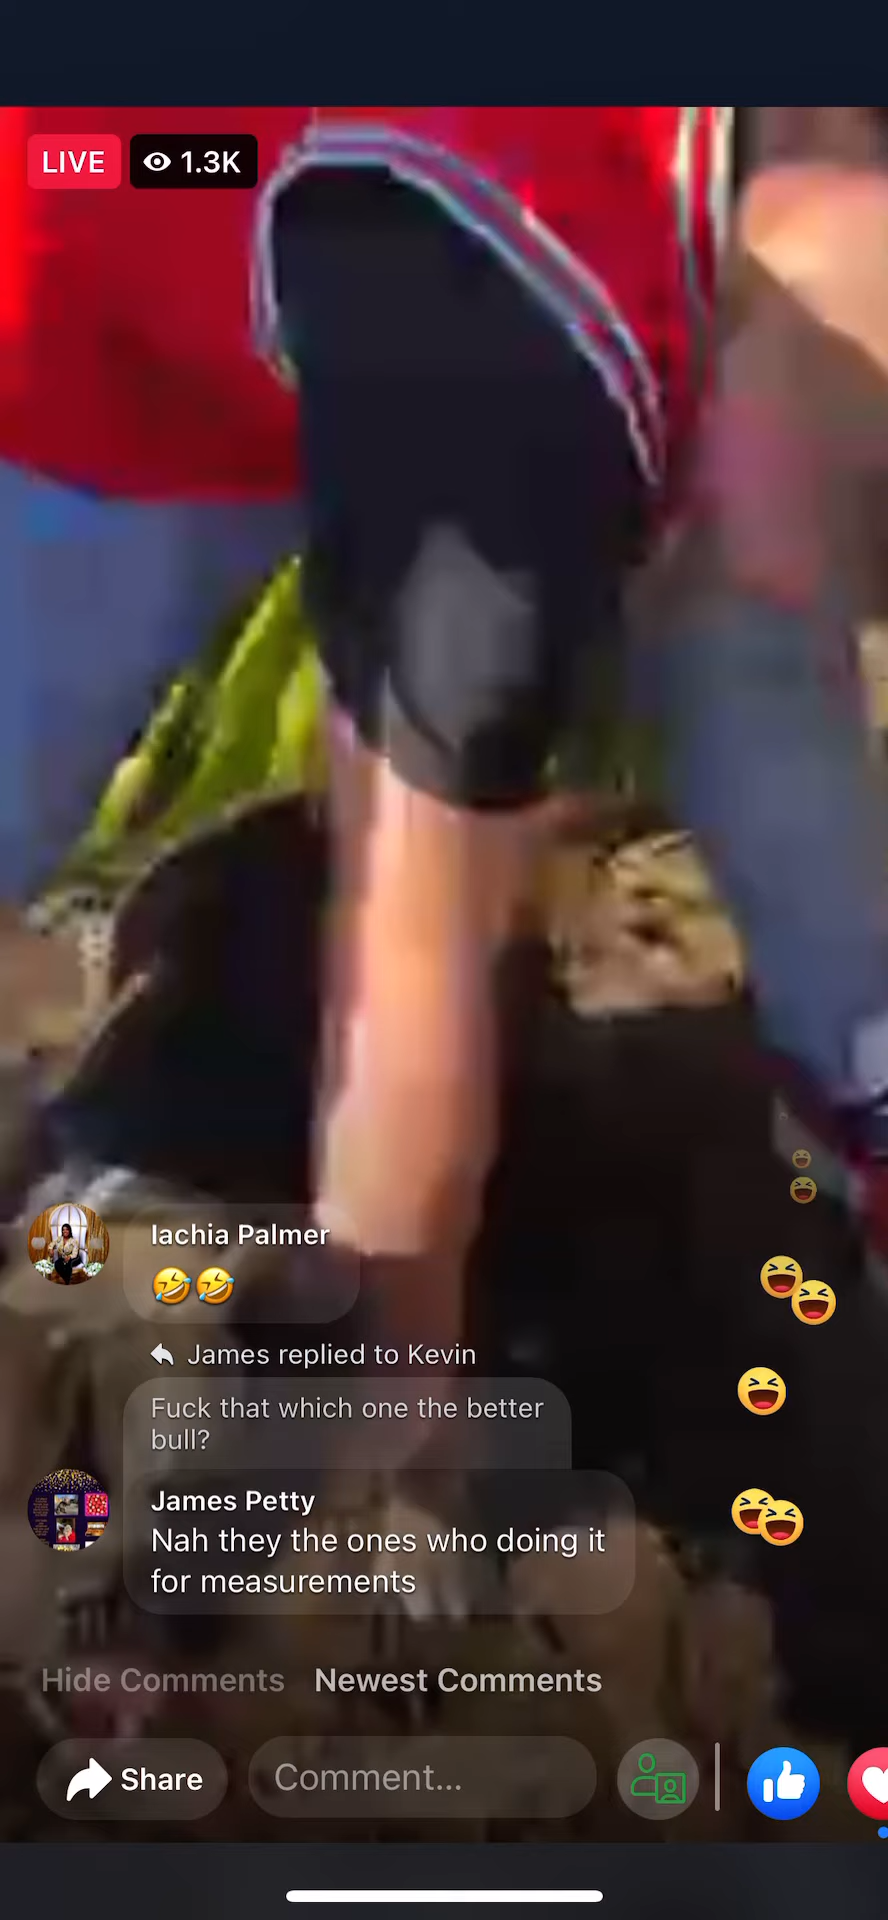 LIVE 1.3K
Iachia Palmer
🤣🤣
James replied to Kevin
Fuck that which one the better
bull?
James Petty
Nah they the ones who doing it
for measurements
Hide Comments Newest Comments
Share Comment...